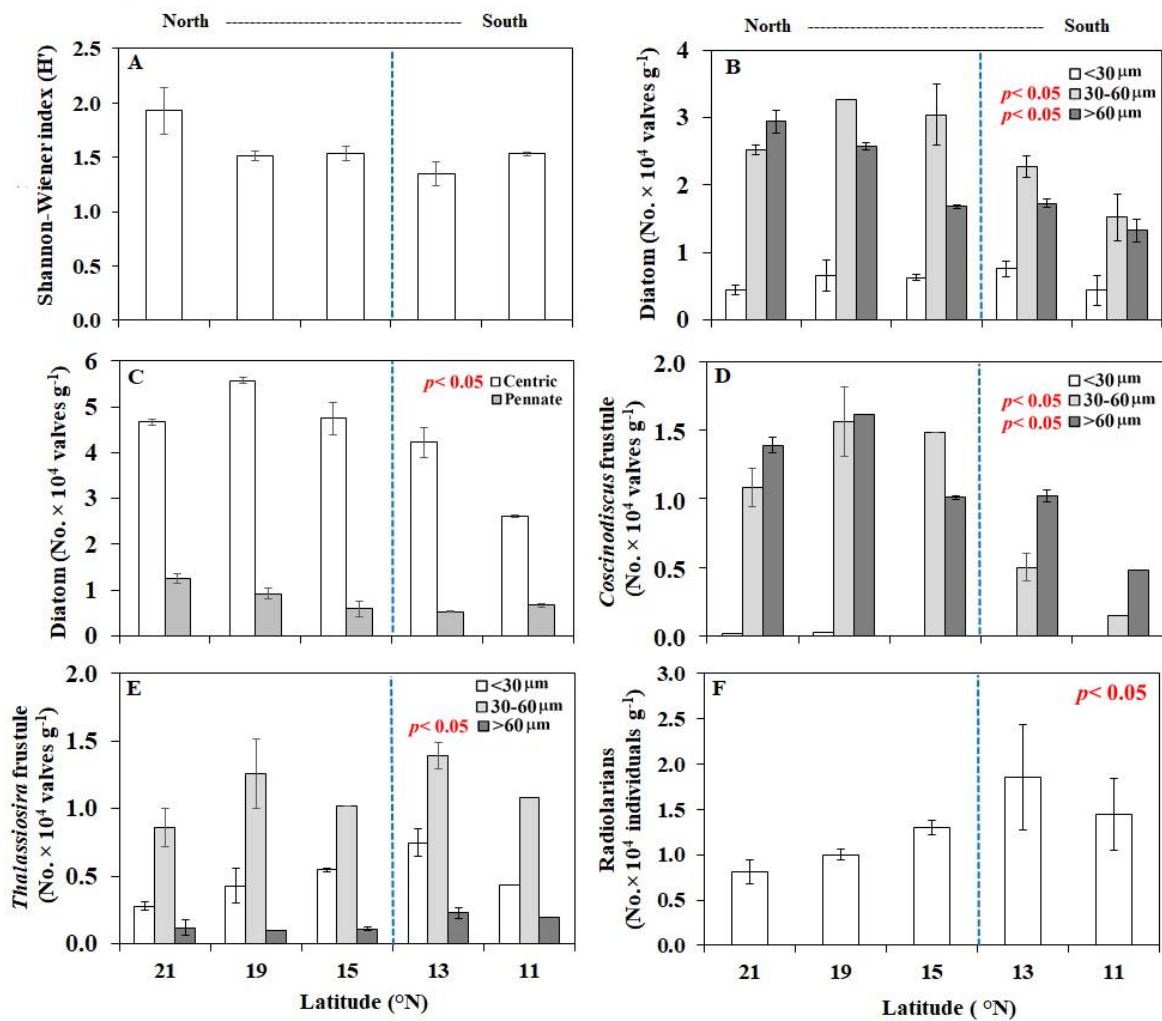 North ------------------------------ South
North ------------------------------ South
A
Shannon-Wiener index (H')
2.5
2.0
1.5
1.0
0.5
0.0
B
<30 µm
p< 0.05 30-60 µm
p< 0.05 >60 µm
Diatom (No. × 10⁴ valves g⁻¹)
4
3
2
1
0
C
p< 0.05 Centric
Pennate
Diatom (No. × 10⁴ valves g⁻¹)
6
5
4
3
2
1
0
D
<30 µm
p< 0.05 30-60 µm
p< 0.05 >60 µm
Coscinodiscus frustule
(No. × 10⁴ valves g⁻¹)
2.0
1.5
1.0
0.5
0.0
E
<30 µm
30-60 µm
p< 0.05 >60 µm
Thalassiosira frustule
(No. × 10⁴ valves g⁻¹)
2.0
1.5
1.0
0.5
0.0
21 19 15 13 11
Latitude (°N)
F
p< 0.05
Radiolarians
(No.× 10⁴ individuals g⁻¹)
3.0
2.5
2.0
1.5
1.0
0.5
0.0
21 19 15 13 11
Latitude ( °N)